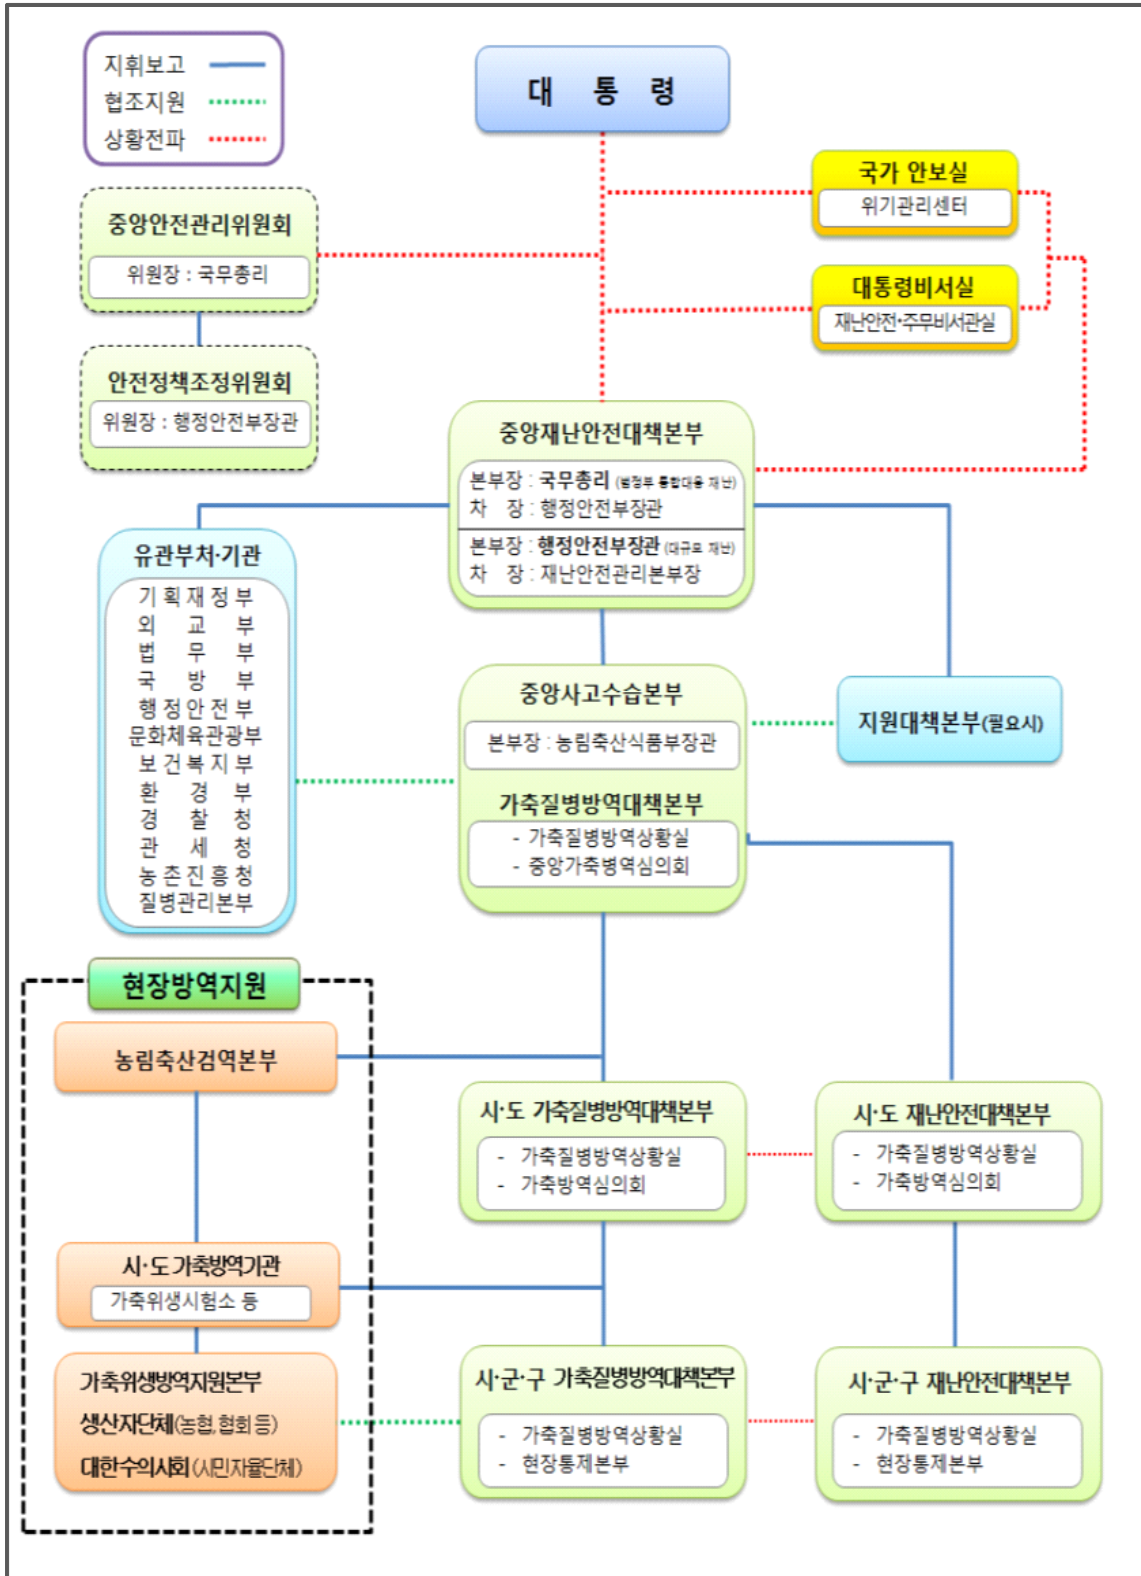 지휘보고
협조지원
상황전파
대 통 령
국가 안보실
위기관리센터
중앙안전관리위원회
위원장 : 국무총리
대통령비서실
재난안전·주무비서관실
안전정책조정위원회
위원장 : 행정안전부장관
중앙재난안전대책본부
본부장 : 국무총리 (범정부 통합대응 재난)
차 장 : 행정안전부장관
본부장 : 행정안전부장관 (대규모 재난)
차 장 : 재난안전관리본부장
유관부처·기관
기획재정부
외 교 부
법 무 부
국 방 부
행정안전부
문화체육관광부
보건복지부
환 경 부
경 찰 청
관 세 청
농촌진흥청
질병관리본부
중앙사고수습본부
본부장 : 농림축산식품부장관
가축질병방역대책본부
- 가축질병방역상황실
- 중앙가축병역심의회
지원대책본부(필요시)
현장방역지원
농림축산검역본부
시·도 가축질병방역대책본부
- 가축질병방역상황실
- 가축방역심의회
시·도 재난안전대책본부
- 가축질병방역상황실
- 가축방역심의회
시·도 가축방역기관
가축위생시험소 등
가축위생방역지원본부
생산자단체(농협, 협회 등)
대한수의사회(시민자율단체)
시·군·구 가축질병방역대책본부
- 가축질병방역상황실
- 현장통제본부
시·군·구 재난안전대책본부
- 가축질병방역상황실
- 현장통제본부